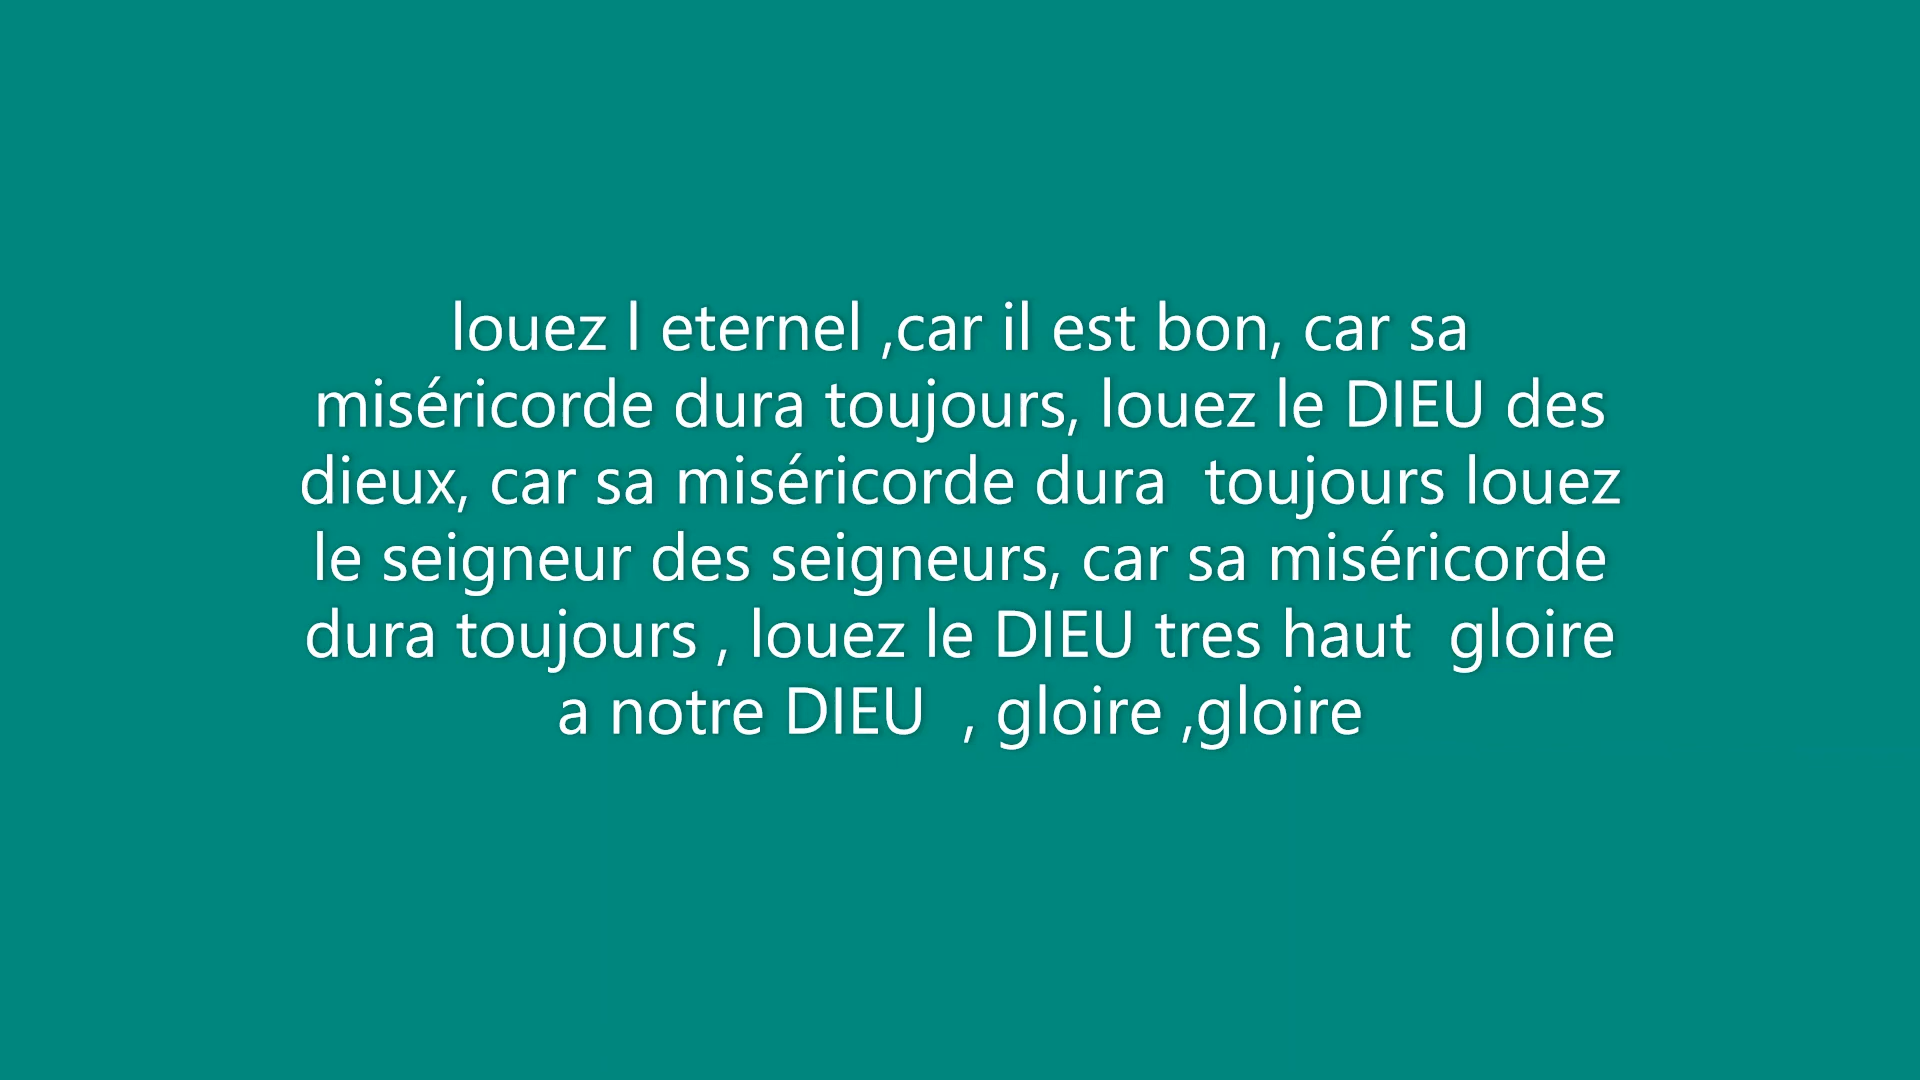 louez l eternel ,car il est bon, car sa
miséricorde dura toujours, louez le DIEU des
dieux, car sa miséricorde dura  toujours louez
le seigneur des seigneurs, car sa miséricorde
dura toujours , louez le DIEU tres haut  gloire
a notre DIEU  , gloire ,gloire